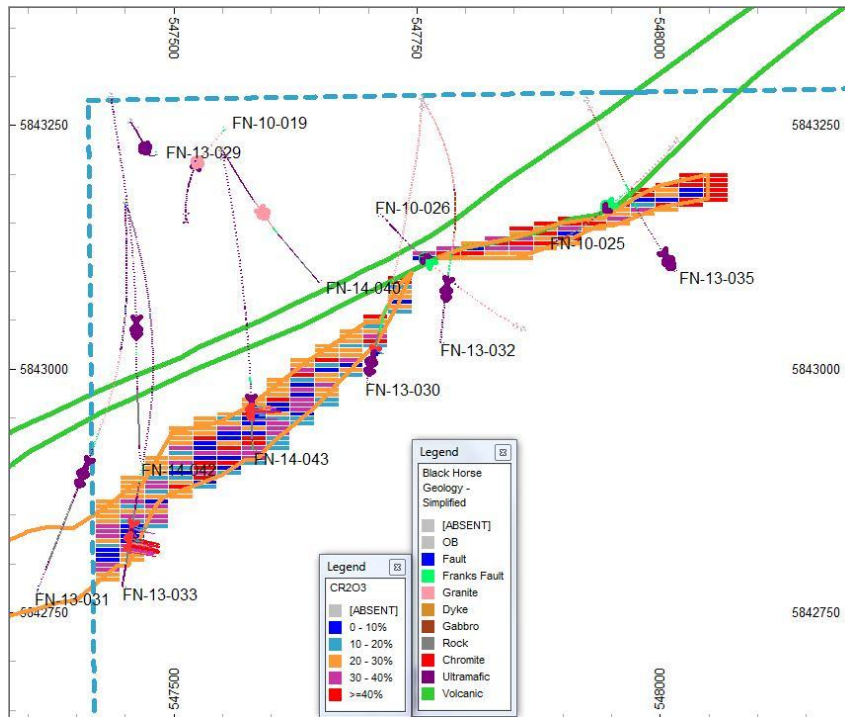 547500
547750
548000
5843250
5843250
FN-10-019
FN-13-029
FN-10-026
FN-10-025
FN-13-035
FN-14-040
FN-13-032
5843000
5843000
FN-13-030
FN-14-043
FN-14-042
Legend
Black Horse
Geology -
Simplified
[ABSENT]
OB
Fault
Franks Fault
Granite
Dyke
Gabbro
Rock
Chromite
Ultramafic
Volcanic
Legend
CR2O3
[ABSENT]
0 - 10%
10 - 20%
20 - 30%
30 - 40%
>=40%
FN-13-031
FN-13-033
5842750
5842750
547500
548000